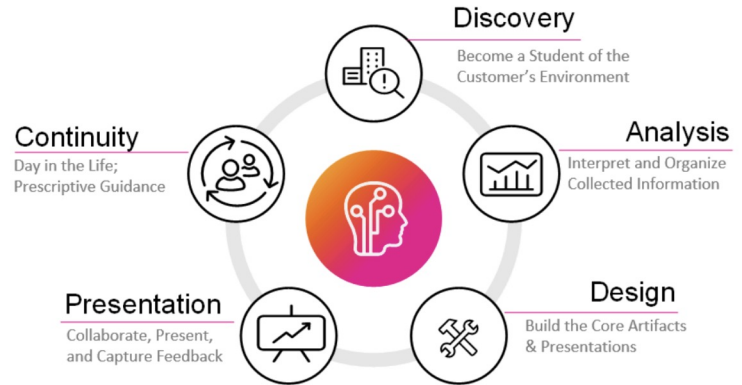 Discovery
Become a Student of the
Customer's Environment
Analysis
Interpret and Organize
Collected Information
Design
Build the Core Artifacts
& Presentations
Presentation
Collaborate, Present,
and Capture Feedback
Continuity
Day in the Life;
Prescriptive Guidance